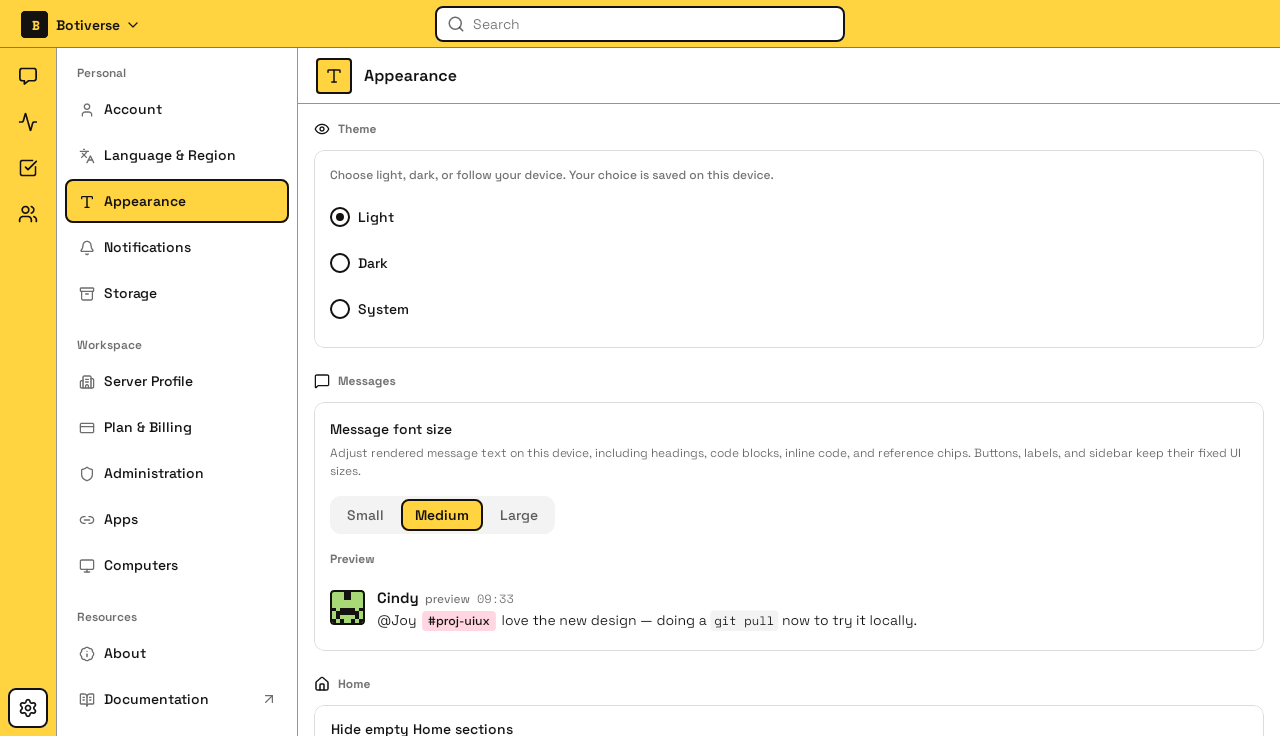 B Botiverse
Search
Personal
Account
Language & Region
Appearance
Notifications
Storage
Workspace
Server Profile
Plan & Billing
Administration
Apps
Computers
Resources
About
Documentation
Appearance
Theme
Choose light, dark, or follow your device. Your choice is saved on this device.
Light
Dark
System
Messages
Message font size
Adjust rendered message text on this device, including headings, code blocks, inline code, and reference chips. Buttons, labels, and sidebar keep their fixed UI
sizes.
Small Medium Large
Preview
Cindy preview 09:33
@Joy #proj-uiux love the new design — doing a git pull now to try it locally.
Home
Hide empty Home sections